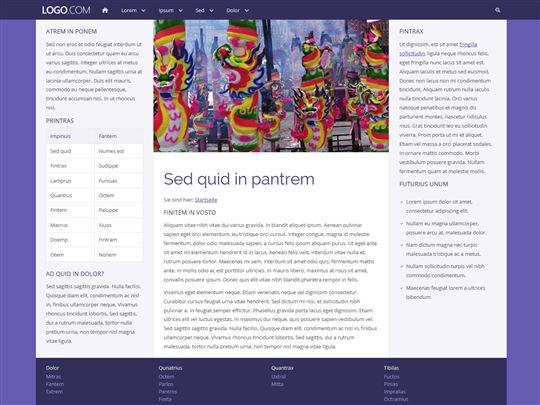 LOGO.COM
Lorem
Ipsum
Sed
Dolor
ATREM IN PONEM
Sed non eros et odio feugiat interdum ut
ut arcu. Duis consectetur quam eu arcu
varius sagittis. Integer ultrices at metus
eu condimentum. Nullam sagittis urna at
lacinia ullamcorper. Duis elit mauris,
commodo eu neque pellentesque,
tincidunt accumsan nisi. In ut rhoncus
nisl.
PRINTRAS
Impinus Fantem
Sed quid Numes est
Fintrax Sudippe
Lamprus Funiuas
Quantius Octem
Fintem Paluppe
Macrus Xiuos
Doemp Fintram
Otem Nonem
AD QUID IN DOLOR?
Sed sagittis sagittis gravida. Nulla facilisi.
Quisque diam elit, condimentum ac nisl
in, finibus ullamcorper neque. Vivamus
rhoncus tincidunt lobortis. Sed dictum,
dui a rutrum malesuada, tortor nulla
pretium urna, non tempor nisl magna
vitae ligula.
Sed quid in pantrem
Sie sind hier: Startseite
FINITEM IN VOSTO
Aliquam vitae nibh vitae dui varius gravida. In blandit aliquet ipsum. Aenean pulvinar
sapien eget orci elementum, eu tristique orci cursus. Integer congue, magna id molestie
fermentum, dolor odio malesuada sapien, a cursus felis ipsum aliquam purus. Ut eget ante
sit amet mi elementum hendrerit id in lacus. Aenean felis velit, interdum vitae nulla et,
rutrum posuere tortor. Maecenas mi sem, interdum sit amet odio quis, fermentum mattis
ante. In mollis odio ac est porttitor ultricies. In mauris libero, maximus at risus sit amet,
convallis posuere ipsum. Donec quis elit vitae nibh blandit pharetra tempor in felis.
Vivamus eget elementum neque. Etiam venenatis neque vel dignissim consectetur.
Curabitur cursus feugiat urna vitae hendrerit. Sed dictum mi nisi, et sollicitudin nibh
pulvinar a. In feugiat semper efficitur. Phasellus gravida porta lacus eget dignissim. Etiam
ultrices elit vel luctus egestas. In maximus dui neque, quis posuere sapien bibendum vel.
Sed sagittis sagittis gravida. Nulla facilisi. Quisque diam elit, condimentum ac nisl in, finibus
ullamcorper neque. Vivamus rhoncus tincidunt lobortis. Sed dictum, dui a rutrum
malesuada, tortor nulla pretium urna, non tempor nisl magna vitae ligula.
FINTRAX
Ut dignissim, est sit amet fringilla
sollicitudin, ligula neque rhoncus felis,
eget fringilla nunc lacus sit amet est.
Aliquam iaculis et metus sed euismod.
Donec non lacus non mi condimentum
tincidunt. Aliquam rutrum nulla iaculis
nulla tincidunt lacinia. Orci varius
natoque penatibus et magnis dis
parturient montes, nascetur ridiculus
mus. Cras tincidunt leo eu sollicitudin
viverra. Proin porta ut mi et aliquet.
Etiam vel massa a orci placerat sodales,
in ornare mattis commodo. Morbi
vestibulum posuere gravida. Nullam
fermentum quam at molestie mollis.
FUTURIUS UNUM
Lorem ipsum dolor sit amet,
consectetur adipiscing elit.
Nullam eu magna ullamcorper,
posuere arcu at, malesuada dolor.
Nam dictum magna nec turpis
malesuada tristique ac a metus.
Nullam sollicitudin turpis vel nibh
commodo condimentum.
Maecenas feugiat lorem a ultrices
bibendum.
Dolor Qunatrius Quantrax Tibilas
Mitras Octem Uxtrol Fuctos
Fantem Parlos Mitta Pinias
Extrem Pantros Impralias
Finita Octramius